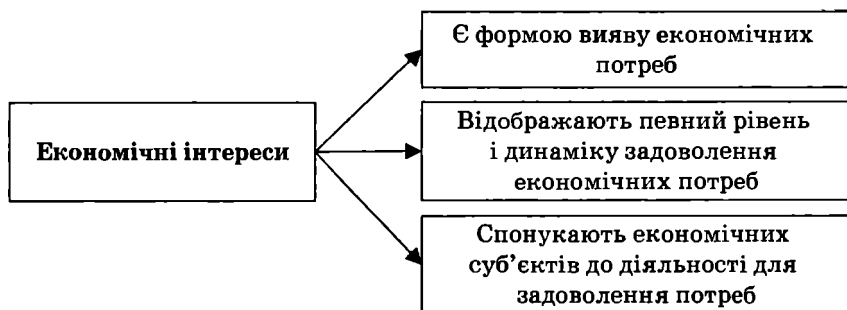 Економічні інтереси
Є формою вияву економічних
потреб
Відображають певний рівень
і динаміку задоволення
економічних потреб
Спонукають економічних
суб’єктів до діяльності для
задоволення потреб